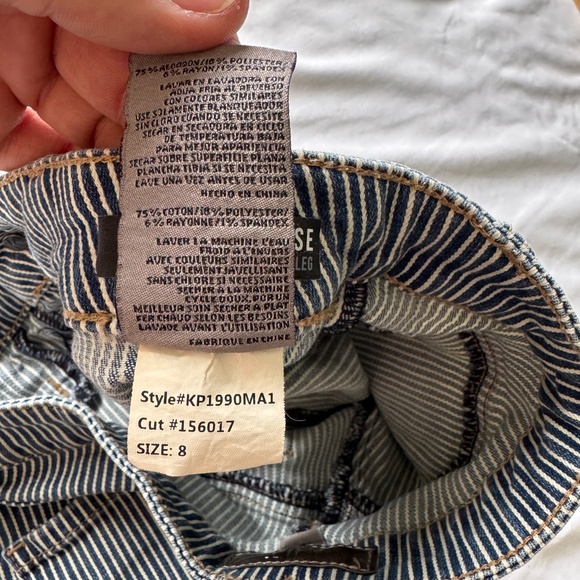 75%ALGODON/18%POLIESTER/
6%RAYON/1%SPANDEX
LAVAR EN LAVADORA CON
AGUA FRIA AL REVERSO
CON COLORES SIMILARES
USE SOLAMENTE BLANQUEADOR
SIN CLORO CUANDO SE NECESITE
SECAR EN SECADORA EN CICLO
DE TEMPERATURA BAJA
PARA MEJOR APARIENCIA
SECAR SOBRE SUPERFICIE PLANA
PLANCHA TIBIA SI SE NECESITA
LAVE UNA VEZ ANTES DE USAR
HECHO EN CHINA
75%COTON/18%POLYESTER/
6%RAYONNE/1%SPANDEX
LAVER LA MACHINE L'EAU
FROID A L'ENVERS
AVEC COULEURS SIMILAIRES
SEULEMENT JAVELLISANT
SANS CHLORE SI NECESSAIRE
SECHER A LA MACHINE
CYCLE DOUX, POR UN
MEILLEUR SOIN SECHER A PLAT
FER CHAUD SELON LES BESOINS
LAVAGE AVANT L'UTILISATION
FABRIQUE EN CHINE
SE
LEG
Style#KP1990MA1
Cut #156017
SIZE: 8